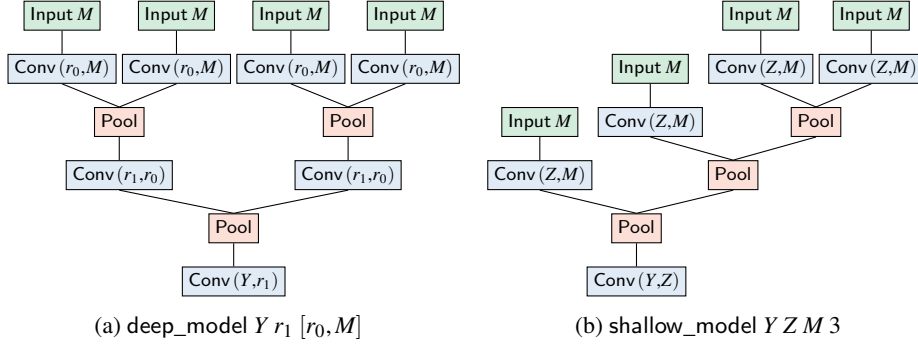 Input M Input M Input M Input M
Conv (r₀,M) Conv (r₀,M) Conv (r₀,M) Conv (r₀,M)
Pool Pool
Conv (r₁,r₀) Conv (r₁,r₀)
Pool
Conv (Y,r₁)
(a) deep_model Y r₁ [r₀,M]
Input M Input M
Input M Conv (Z,M) Conv (Z,M)
Input M Conv (Z,M) Pool
Conv (Z,M) Pool
Pool
Conv (Y,Z)
(b) shallow_model Y Z M 3